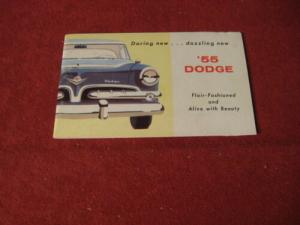 Daring new . . . dazzling new
'55
DODGE
Flair-Fashioned
and
Alive with Beauty